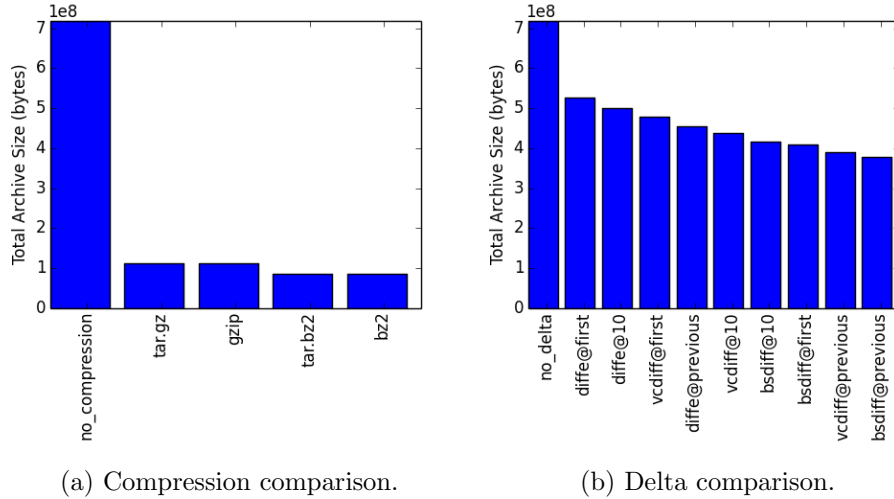 1e8
7
6
5
4
3
2
1
0
Total Archive Size (bytes)
no_compression
tar.gz
gzip
tar.bz2
bz2
(a) Compression comparison.
1e8
7
6
5
4
3
2
1
0
Total Archive Size (bytes)
no_delta
diffe@first
diffe@10
vcdiff@first
diffe@previous
vcdiff@10
bsdiff@10
bsdiff@first
vcdiff@previous
bsdiff@previous
(b) Delta comparison.